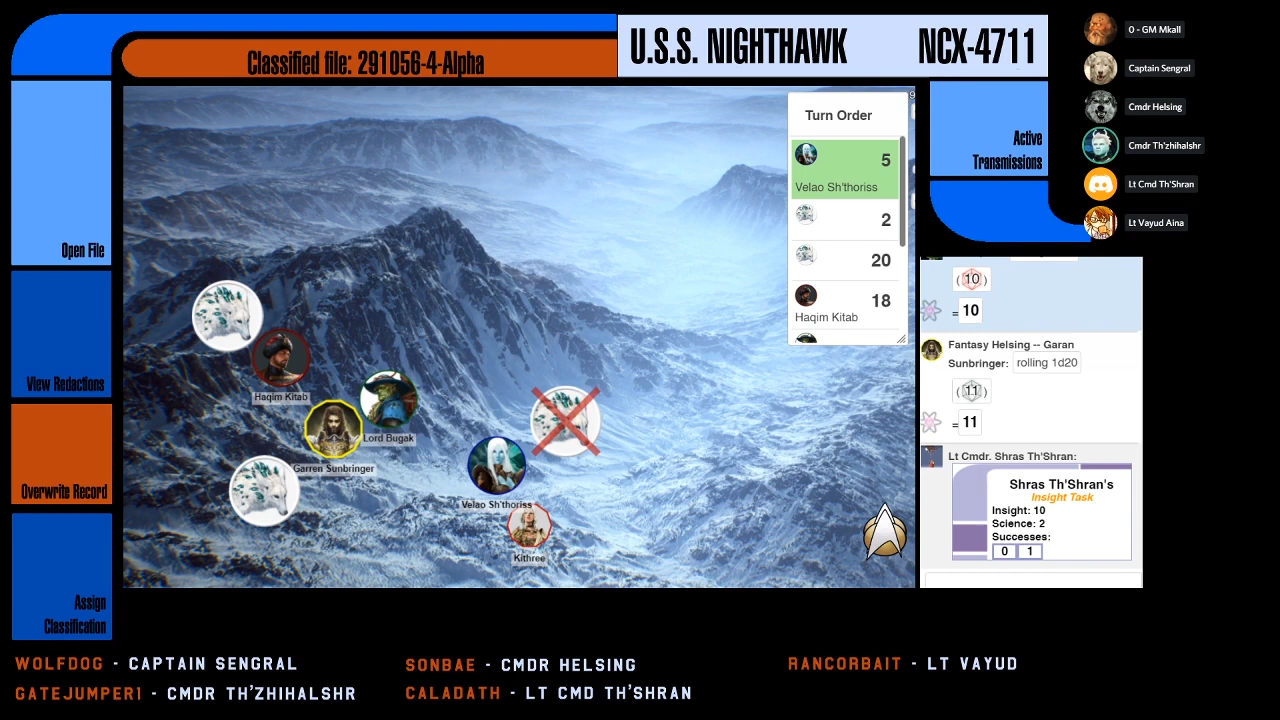 Classified file: 291056-4-Alpha
U.S.S. NIGHTHAWK NCX-4711
0 - GM Mkall
Captain Sengral
Cmdr Helsing
Cmdr Th'zhihalshr
Lt Cmd Th'Shran
Lt Vayud Aina
Active
Transmissions
Open File
View Redactions
Overwrite Record
Assign
Classification
Turn Order
9
5
Velao Sh'thoriss
2
20
18
Haqim Kitab
Haqim Kitab
Lord Bugak
Garren Sunbringer
Velao Sh'thoriss
Kithree
(10)
=10
Fantasy Helsing -- Garan
Sunbringer: rolling 1d20
(11)
=11
Lt Cmdr. Shras Th'Shran:
Shras Th'Shran's
Insight Task
Insight: 10
Science: 2
Successes:
0 1
WOLFDOG - CAPTAIN SENGRAL
SONBAE - CMDR HELSING
RANCORBAIT - LT VAYUD
GATEJUMPER1 - CMDR TH'ZHIHALSHR
CALADATH - LT CMD TH'SHRAN